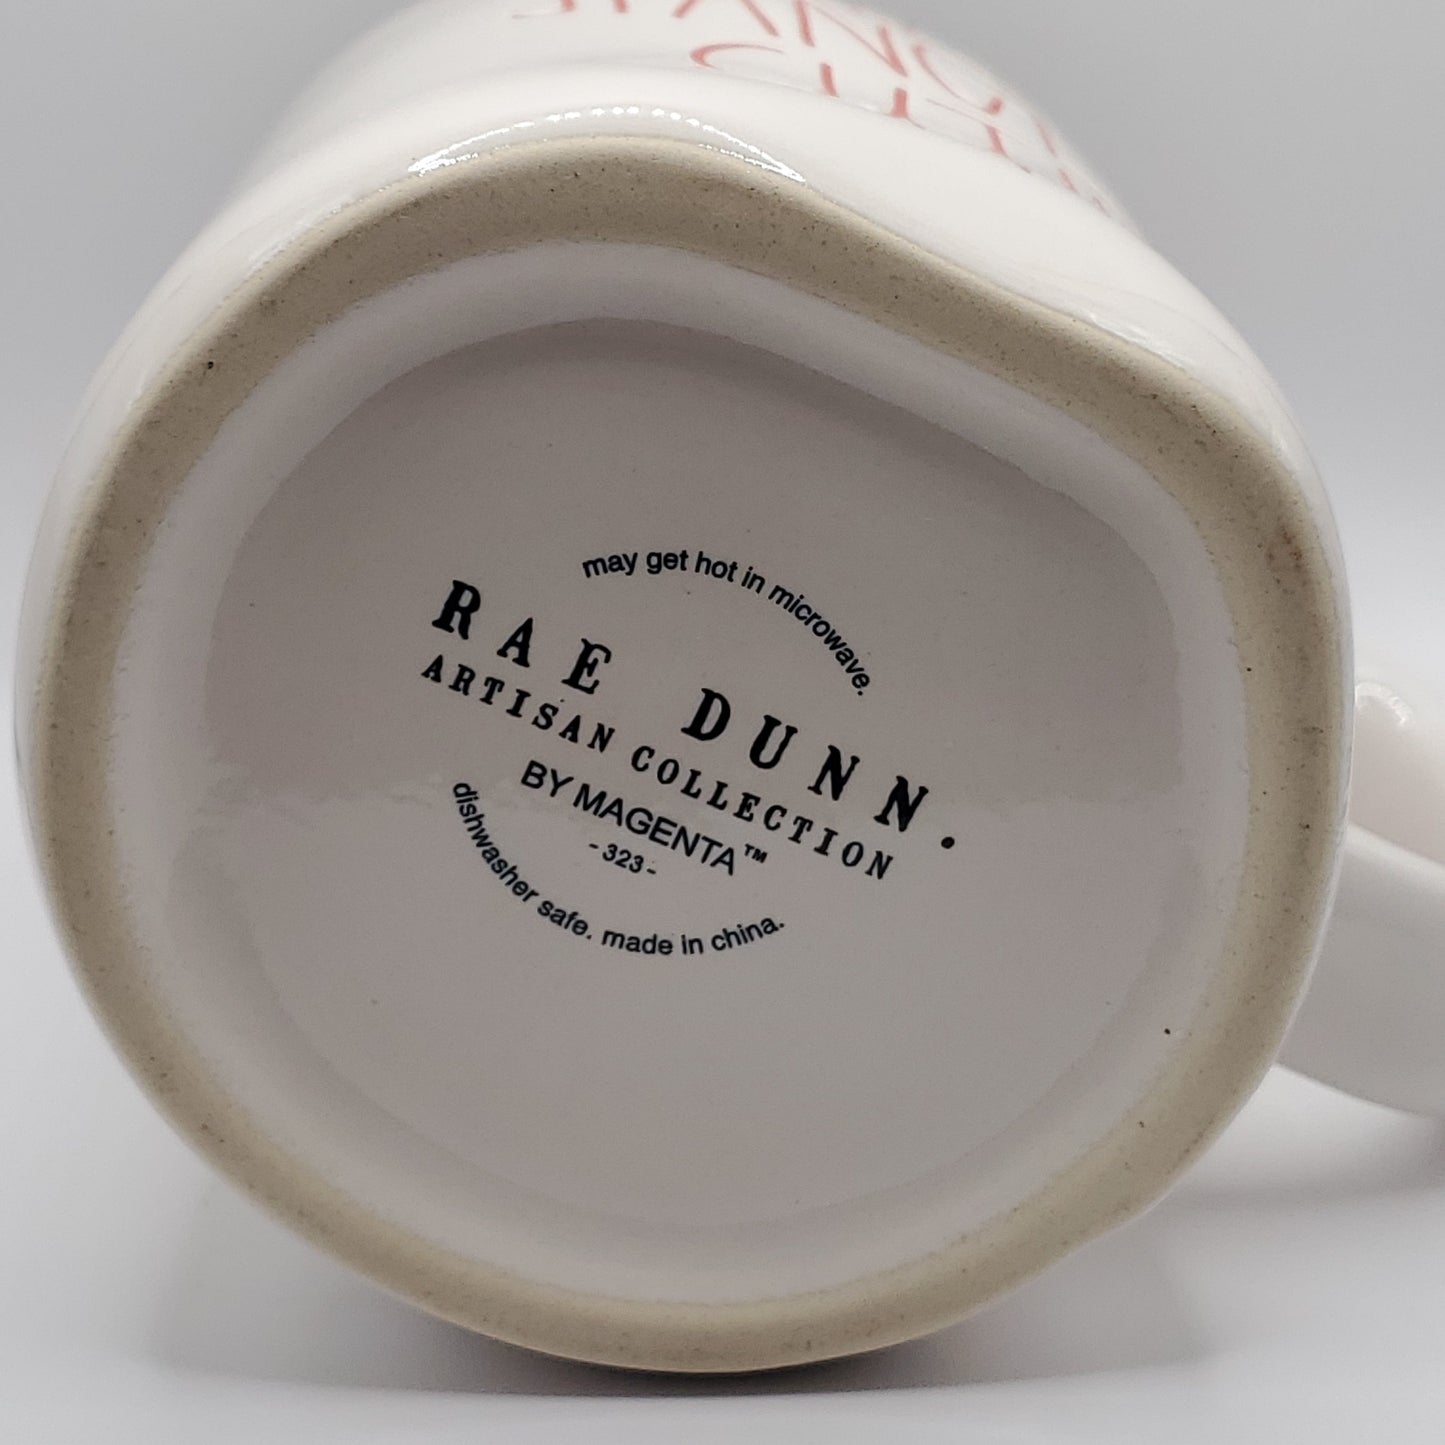 may get hot in microwave.
RAE DUNN.
ARTISAN COLLECTION
BY MAGENTA™
- 323 -
dishwasher safe. made in china.